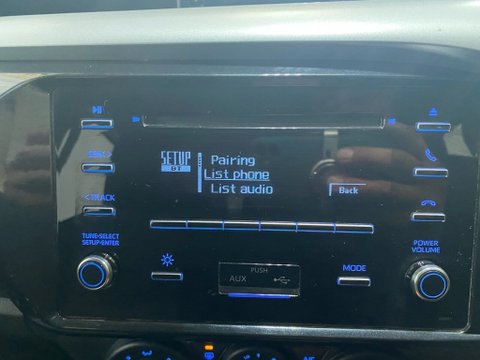 SETUP
BT
Pairing
List phone
List audio
Back
<TRACK
TUNE•SELECT
SETUP•ENTER
POWER
VOLUME
PUSH
AUX
MODE